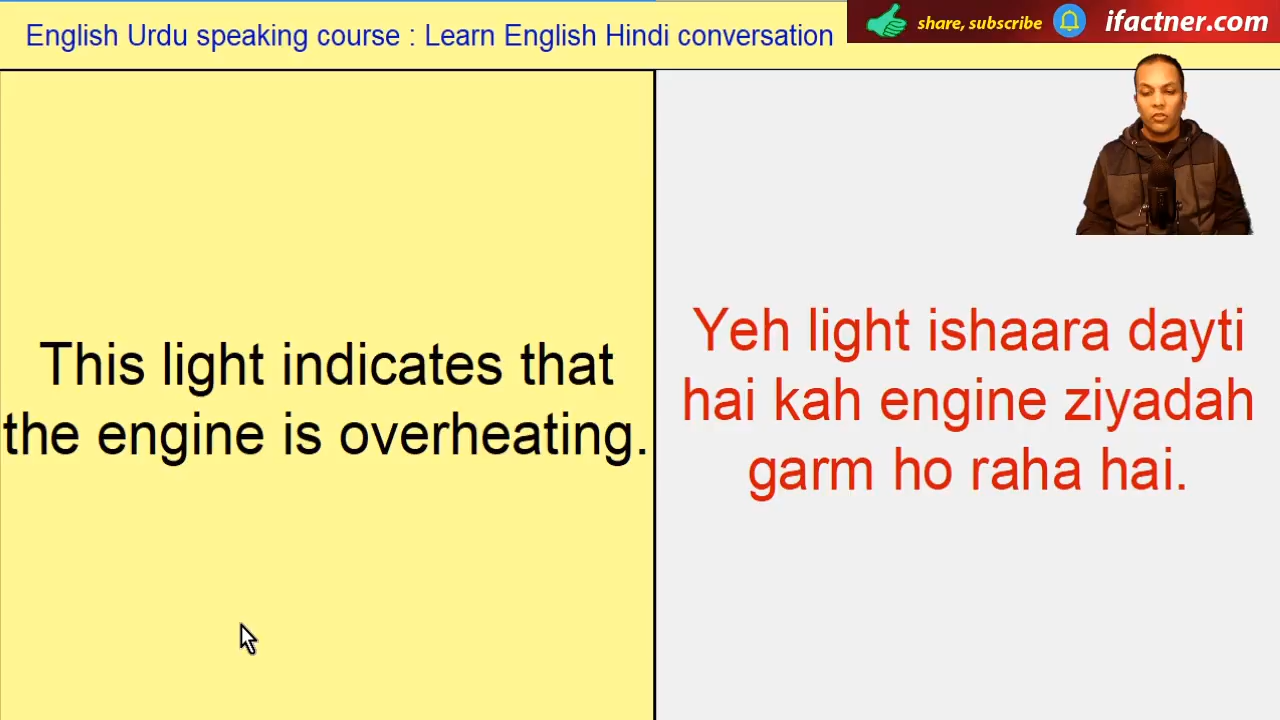 English Urdu speaking course : Learn English Hindi conversation
share, subscribe
ifactner.com
This light indicates that
the engine is overheating.
Yeh light ishaara dayti
hai kah engine ziyadah
garm ho raha hai.